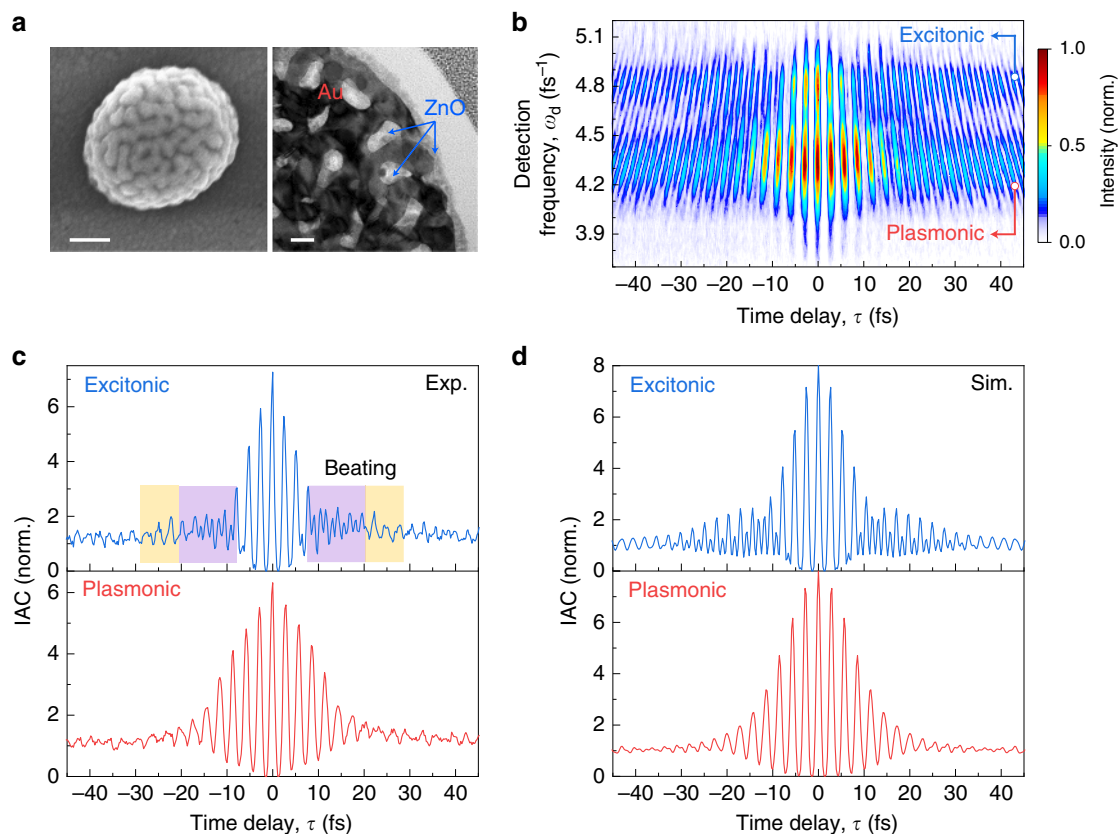 a
Au
ZnO
b
5.1
4.8
4.5
4.2
3.9
Detection
frequency, ω_d (fs⁻¹)
Excitonic
Plasmonic
−40 −30 −20 −10 0 10 20 30 40
Time delay, τ (fs)
1.0
0.5
0.0
Intensity (norm.)
c
Excitonic
Exp.
Beating
6
4
2
0
Plasmonic
6
4
2
0
IAC (norm.)
−40 −30 −20 −10 0 10 20 30 40
Time delay, τ (fs)
d
Excitonic
Sim.
8
6
4
2
0
Plasmonic
6
4
2
0
IAC (norm.)
−40 −30 −20 −10 0 10 20 30 40
Time delay, τ (fs)